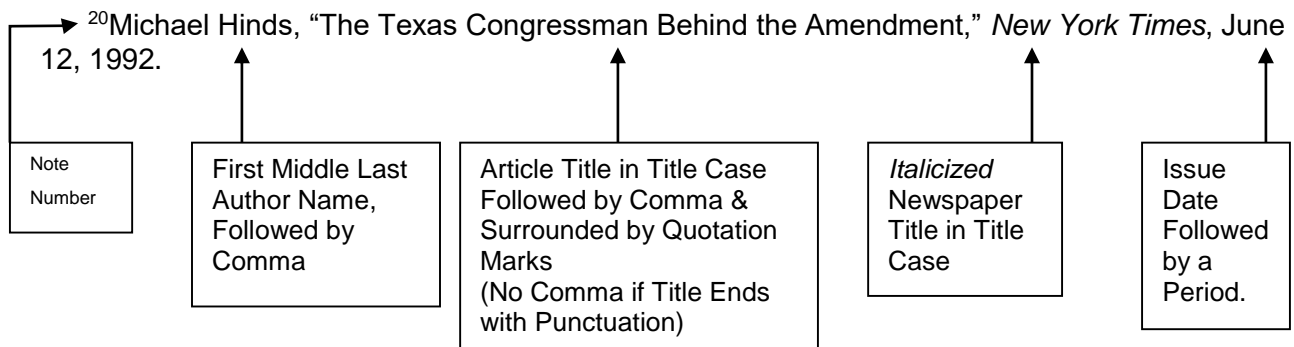 20Michael Hinds, “The Texas Congressman Behind the Amendment,” New York Times, June
12, 1992.
Note
Number
First Middle Last
Author Name,
Followed by
Comma
Article Title in Title Case
Followed by Comma &
Surrounded by Quotation
Marks
(No Comma if Title Ends
with Punctuation)
Italicized
Newspaper
Title in Title
Case
Issue
Date
Followed
by a
Period.